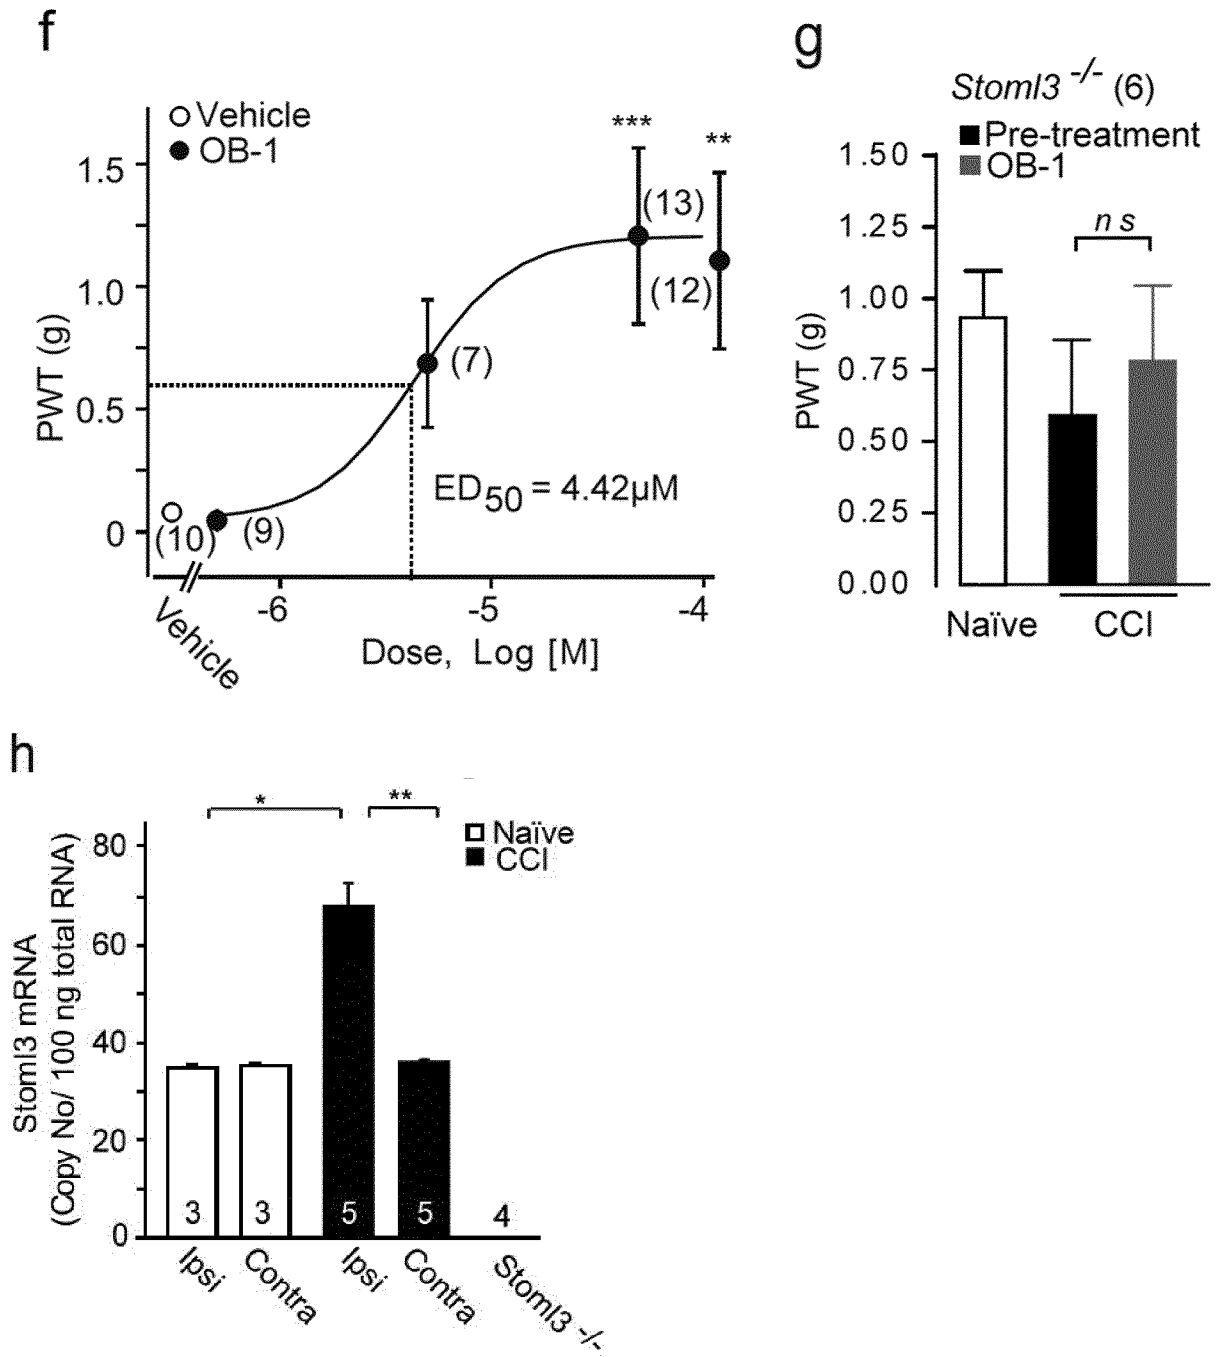 f
Vehicle
OB-1
***
**
1.5
1.0
0.5
0
PWT (g)
(13)
(12)
(7)
(9)
(10)
ED50 = 4.42µM
Vehicle
-6
-5
-4
Dose, Log [M]
g
Stoml3 -/- (6)
Pre-treatment
OB-1
1.50
1.25
1.00
0.75
0.50
0.25
0.00
PWT (g)
n s
Naïve
CCI
h
*
**
Naïve
CCI
80
60
40
20
0
Stoml3 mRNA
(Copy No/ 100 ng total RNA)
3
3
5
5
4
Ipsi
Contra
Ipsi
Contra
Stoml3 -/-